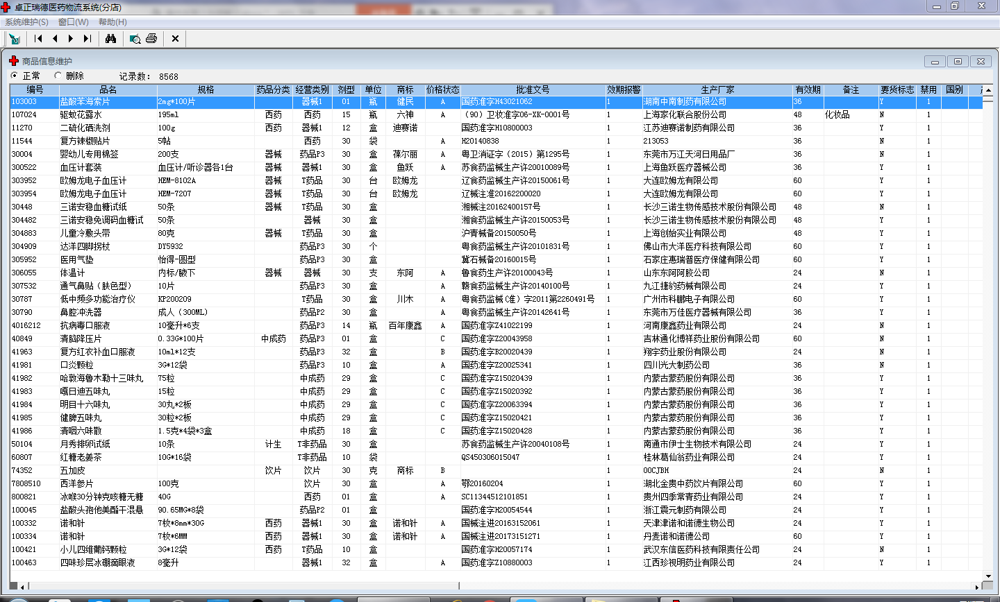 卓正瑞德医药物流系统(分店)
系统维护(S) 窗口(W) 帮助(H)
商品信息维护
正常 删除 记录数: 8568
编号 品名 规格 药品分类 经营类别 剂型 单位 商标 价格状态 批准文号 效期报警 生产厂家 有效期 备注 要货标志 禁用 国别
103003 盐酸苯海索片 2mg*100片 器械1 01 瓶 健民 A 国药准字H43021062 1 湖南中南制药有限公司 36 Y 1
107024 驱蚊花露水 195ml 西药 西药 15 瓶 六神 A （90）卫妆准字06-XK-0001号 1 上海家化联合股份公司 48 化妆品 N 1
11270 二硫化硒洗剂 100g 西药 器械1 12 盒 迪赛诺 国药准字H10800003 1 江苏迪赛诺制药有限公司 36 Y 1
11544 复方辣椒贴片 5帖 西药 30 袋 A H20140838 1 213053 36 N 1
30004 婴幼儿专用棉签 200支 器械 药品P3 30 盒 葆尔丽 A 粤卫消证字（2015）第1295号 1 东莞市万江天河日用品厂 36 N 1
300522 血压计套装 血压计/听诊器各1台 器械 器械1 30 盒 鱼跃 A 苏食药监械生产许20010089号 1 上海鱼跃医疗器械公司 36 Y 1
303952 欧姆龙电子血压计 HEM-8102A 器械 T药品 30 台 欧姆龙 辽食药监械生产许20150061号 1 大连欧姆龙有限公司 60 Y 1
303954 欧姆龙电子血压计 HEM-7207 器械 T药品 30 台 欧姆龙 辽械注准20162200020 1 大连欧姆龙有限公司 60 Y 1
30448 三诺安稳血糖试纸 50条 器械 T药品 30 盒 湘械注20162400157号 1 长沙三诺生物传感技术股份有限公司 48 N 1
304482 三诺安稳免调码血糖试 50条 器械 30 盒 湘食药监械生产许20150053号 1 长沙三诺生物传感技术股份有限公司 48 Y 1
304883 儿童冷敷头带 80克 器械 T药品 30 盒 沪青械备20150050号 1 上海创始实业有限公司 48 Y 1
304909 达洋四脚拐杖 DY5932 药品P3 30 个 粤食药监械生产许20101831号 1 佛山市大洋医疗科技有限公司 60 Y 1
305952 医用气垫 怡得-圆型 药品P3 30 盒 冀石械备20160015号 1 石家庄惠瑞普医疗保健有限公司 60 Y 1
306055 体温计 内标/腋下 器械 器械 30 支 东阿 A 鲁食药生产许20100043号 1 山东东阿阿胶公司 24 Y 1
307532 通气鼻贴（肤色型） 10片 药品P3 30 盒 A 赣食药监械生产许20140100号 1 九江捷豹药械有限公司 24 Y 1
30787 低中频多功能治疗仪 KP200209 T药品 30 盒 川木 A 粤食药监械(准）字2011第2260491号 1 广州市科鹏电子有限公司 60 Y 1
30790 鼻腔冲洗器 成人（300ML） 药品P2 30 盒 A 粤食药监械生产许20142641号 1 东莞市万佳医疗器械有限公司 36 Y 1
4016212 抗病毒口服液 10毫升*6支 药品P3 14 瓶 百年康鑫 A 国药准字Z41022199 1 河南康鑫药业有限公司 24 N 1
40849 清脑降压片 0.33G*100片 中成药 药品P3 01 盒 C 国药准字Z20043958 1 吉林通化博祥药业股份有限公司 60 N 1
41963 复方红衣补血口服液 10ml*12支 药品P3 32 盒 B 国药准字B20020439 1 翔宇药业股份有限公司 24 N 1
41981 口炎颗粒 3G*12袋 药品P3 10 盒 A 国药准字Z20025341 1 四川光大制药公司 36 N 1
41982 哈敦海鲁木勒十三味丸 75粒 中成药 29 盒 C 国药准字Z15020439 1 内蒙古蒙药股份有限公司 36 Y 1
41983 嘎日迪五味丸 15粒 中成药 29 盒 C 国药准字Z15020392 1 内蒙古蒙药股份有限公司 36 Y 1
41984 明目十六味丸 30丸*2板 中成药 29 盒 C 国药准字Z20063394 1 内蒙古蒙药股份有限公司 36 Y 1
41985 健脾五味丸 30粒*2板 中成药 29 盒 C 国药准字Z15020421 1 内蒙古蒙药股份有限公司 36 Y 1
41986 清咽六味散 1.5克*4袋*3盒 中成药 18 盒 C 国药准字Z15020428 1 内蒙古蒙药股份有限公司 36 Y 1
50104 月秀排卵试纸 10条 计生 T非药品 30 盒 苏食药监械生产许20040108号 1 南通市伊士生物技术有限公司 24 Y 1
60807 红糖老姜茶 10G*16袋 T非药品 10 袋 QS450306015047 1 桂林葛仙翁药业有限公司 24 Y 1
74352 五加皮 饮片 饮片 30 克 商标 B 1 00CJBH 24 N 1
7808510 西洋参片 100克 饮片 30 盒 A 鄂20160204 1 湖北金贵中药饮片有限公司 60 Y 1
800821 冰喉30分钟克咳糖无糖 40G 西药 01 盒 A SC11344512101851 1 贵州四季常青药业有限公司 24 Y 1
100045 盐酸头孢他美酯干混悬 90.65MG*8袋 药品P2 01 盒 国药准字H20054544 1 浙江震元制药有限公司 24 Y 1
100332 诺和针 7枚*8mm*30G 西药 器械1 30 盒 诺和针 A 国械注进20163152061 1 天津津诺和诺德生物公司 24 Y 1
100334 诺和针 7枚*6MM 西药 器械1 30 盒 诺和针 A 国械注进20173151271 1 丹麦诺和诺德公司 60 Y 1
100421 小儿四维葡钙颗粒 3G*12袋 西药 T药品 10 盒 国药准字H20057174 1 武汉东信医药科技有限责任公司 24 N 1
100463 四味珍层冰硼滴眼液 8毫升 器械1 32 盒 A 国药准字Z10880003 1 江西珍视明药业有限公司 24 Y 1